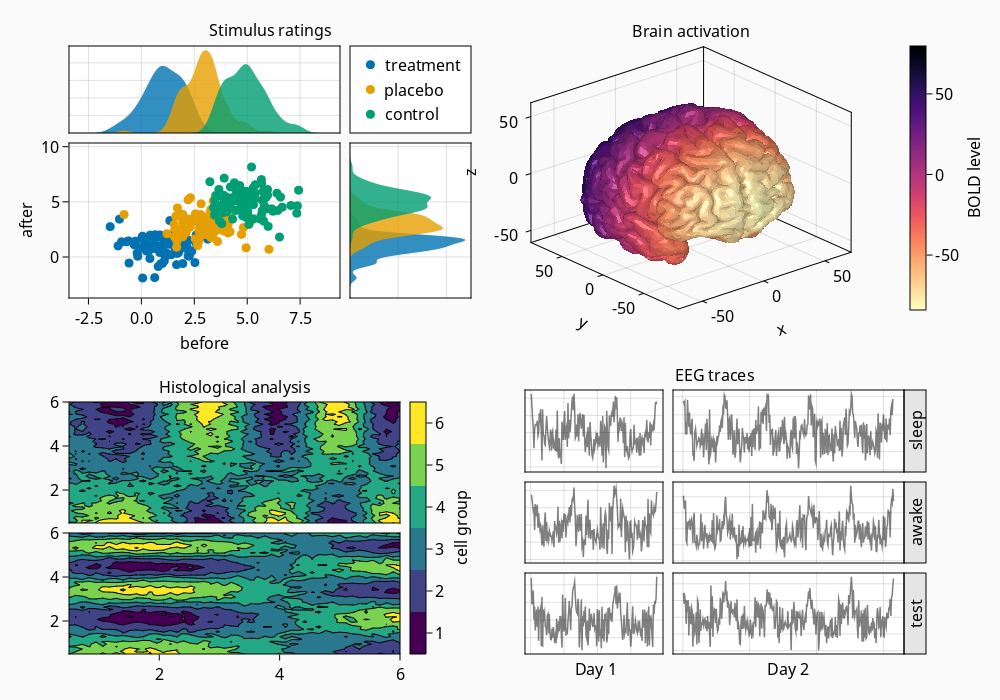 Stimulus ratings
treatment
placebo
control
10
5
0
after
-2.5 0.0 2.5 5.0 7.5
before
Brain activation
z
50
0
-50
50
0
-50
y
-50
0
50
x
50
0
-50
BOLD level
Histological analysis
6
4
2
6
4
2
2 4 6
6
5
4
3
2
1
cell group
EEG traces
sleep
awake
test
Day 1 Day 2